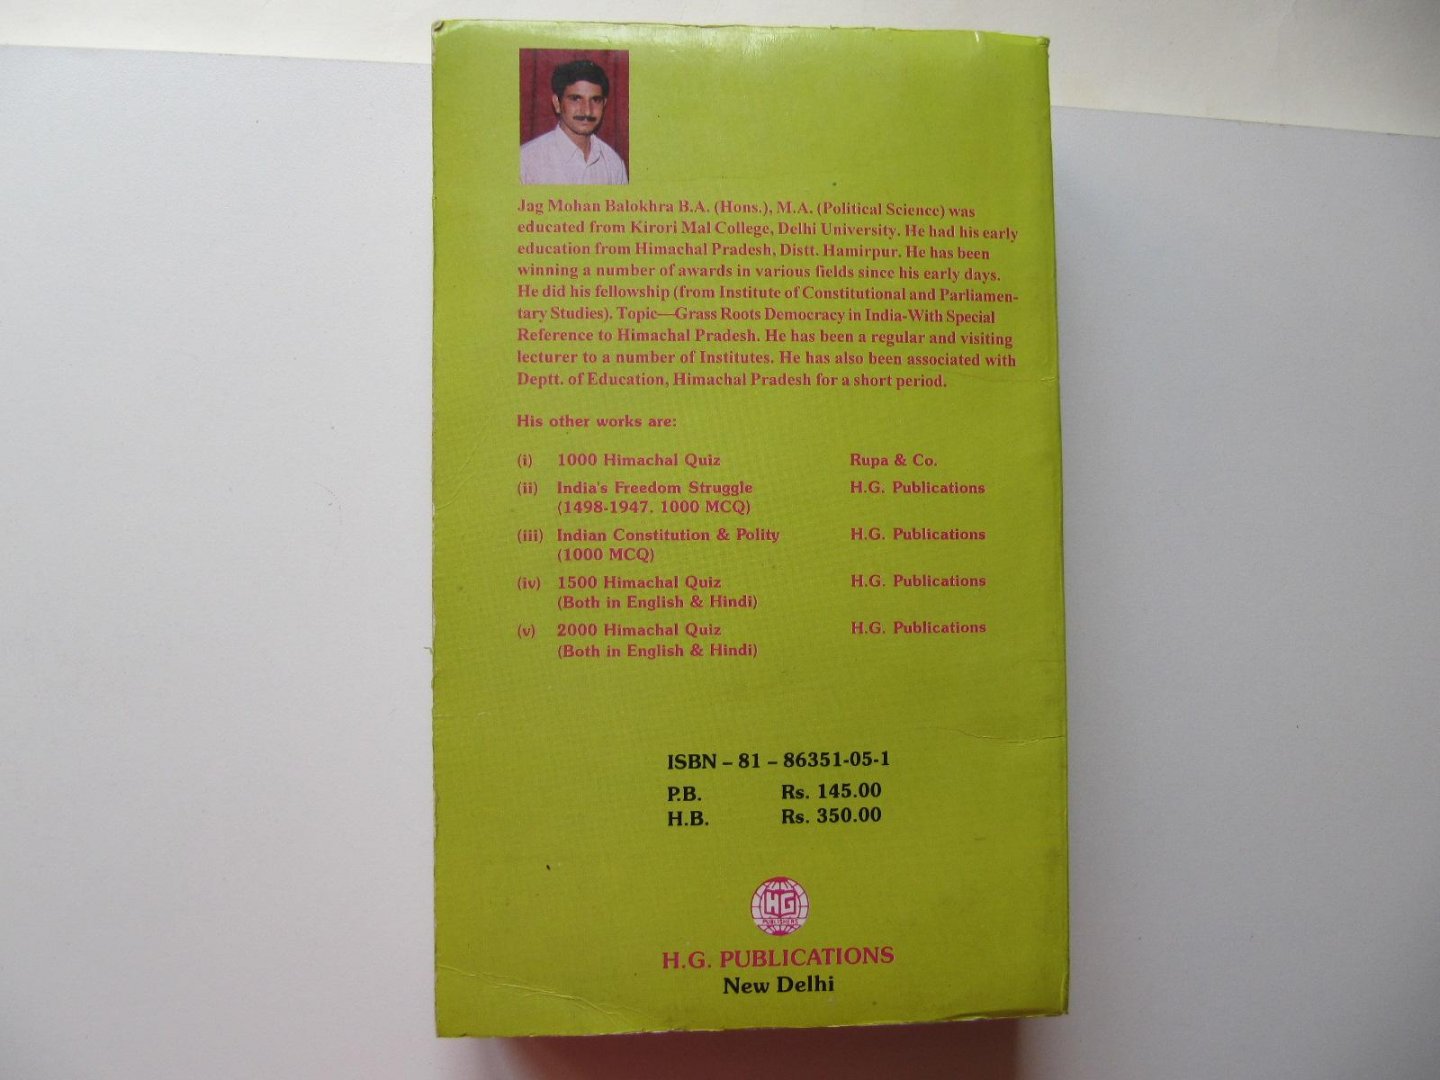 Jag Mohan Balokhra B.A. (Hons.), M.A. (Political Science) was
educated from Kirori Mal College, Delhi University. He had his early
education from Himachal Pradesh, Distt. Hamirpur. He has been
winning a number of awards in various fields since his early days.
He did his fellowship (from Institute of Constitutional and Parliamen-
tary Studies). Topic—Grass Roots Democracy in India-With Special
Reference to Himachal Pradesh. He has been a regular and visiting
lecturer to a number of Institutes. He has also been associated with
Deptt. of Education, Himachal Pradesh for a short period.
His other works are:
(i) 1000 Himachal Quiz Rupa & Co.
(ii) India's Freedom Struggle H.G. Publications
(1498-1947. 1000 MCQ)
(iii) Indian Constitution & Polity H.G. Publications
(1000 MCQ)
(iv) 1500 Himachal Quiz H.G. Publications
(Both in English & Hindi)
(v) 2000 Himachal Quiz H.G. Publications
(Both in English & Hindi)
ISBN – 81 – 86351-05-1
P.B. Rs. 145.00
H.B. Rs. 350.00
HG
PUBLISHERS
H.G. PUBLICATIONS
New Delhi